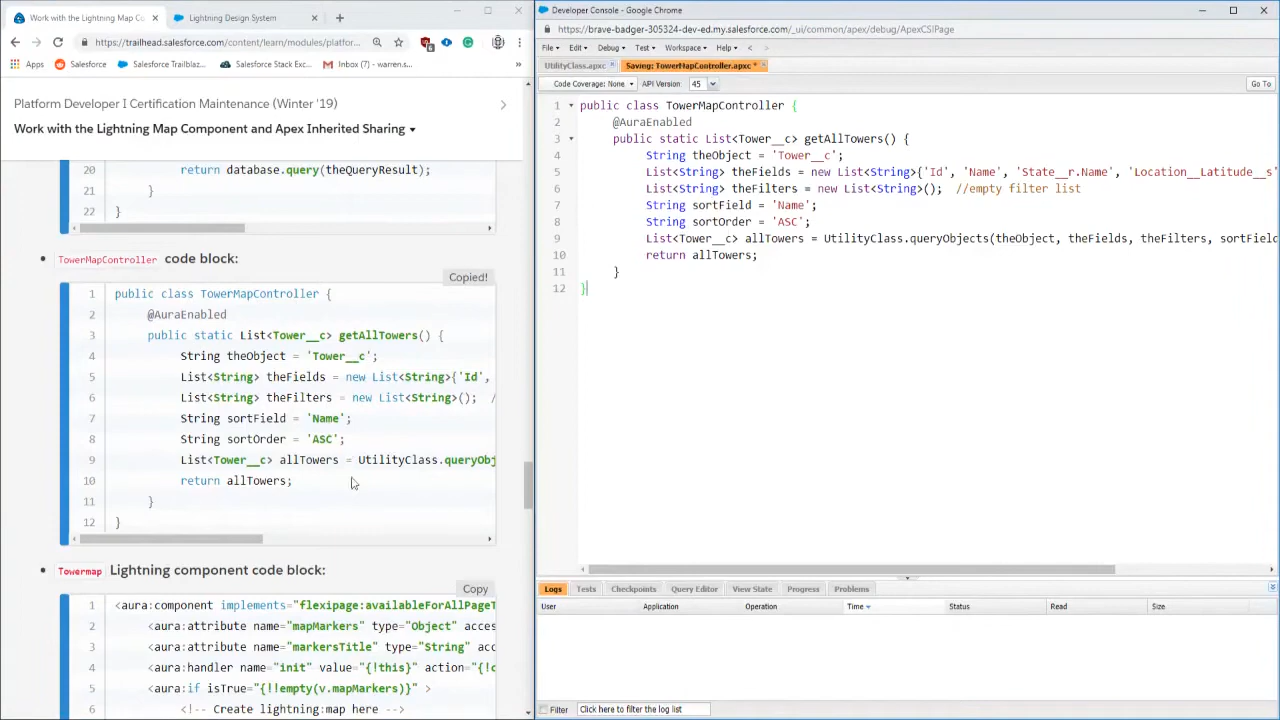 Work with the Lightning Map Co
Lightning Design System
https://trailhead.salesforce.com/content/learn/modules/platfor...
Apps
Salesforce
Salesforce Trailblaz...
Salesforce Stack Exc...
Inbox (7) - warren.s...
»
Platform Developer I Certification Maintenance (Winter '19)
Work with the Lightning Map Component and Apex Inherited Sharing
20 return database.query(theQueryResult);
21 }
22 }
TowerMapController code block:
Copied!
1 public class TowerMapController {
2 @AuraEnabled
3 public static List<Tower__c> getAllTowers() {
4 String theObject = 'Tower__c';
5 List<String> theFields = new List<String>{'Id',
6 List<String> theFilters = new List<String>(); /
7 String sortField = 'Name';
8 String sortOrder = 'ASC';
9 List<Tower__c> allTowers = UtilityClass.queryObj
10 return allTowers;
11 }
12 }
Towermap Lightning component code block:
Copy
1 <aura:component implements="flexipage:availableForAllPageT
2 <aura:attribute name="mapMarkers" type="Object" acces
3 <aura:attribute name="markersTitle" type="String" acc
4 <aura:handler name="init" value="{!this}" action="{!c
5 <aura:if isTrue="{!!empty(v.mapMarkers)}" >
6 <!-- Create lightning:map here -->
Developer Console - Google Chrome
https://brave-badger-305324-dev-ed.my.salesforce.com/_ui/common/apex/debug/ApexCSIPage
File Edit Debug Test Workspace Help < >
UtilityClass.apxc Saving: TowerMapController.apxc *
Code Coverage: None API Version: 45 Go To
1 public class TowerMapController {
2 @AuraEnabled
3 public static List<Tower__c> getAllTowers() {
4 String theObject = 'Tower__c';
5 List<String> theFields = new List<String>{'Id', 'Name', 'State__r.Name', 'Location__Latitude__s'
6 List<String> theFilters = new List<String>(); //empty filter list
7 String sortField = 'Name';
8 String sortOrder = 'ASC';
9 List<Tower__c> allTowers = UtilityClass.queryObjects(theObject, theFields, theFilters, sortField
10 return allTowers;
11 }
12 }
Logs Tests Checkpoints Query Editor View State Progress Problems
User Application Operation Time Status Read Size
Filter Click here to filter the log list